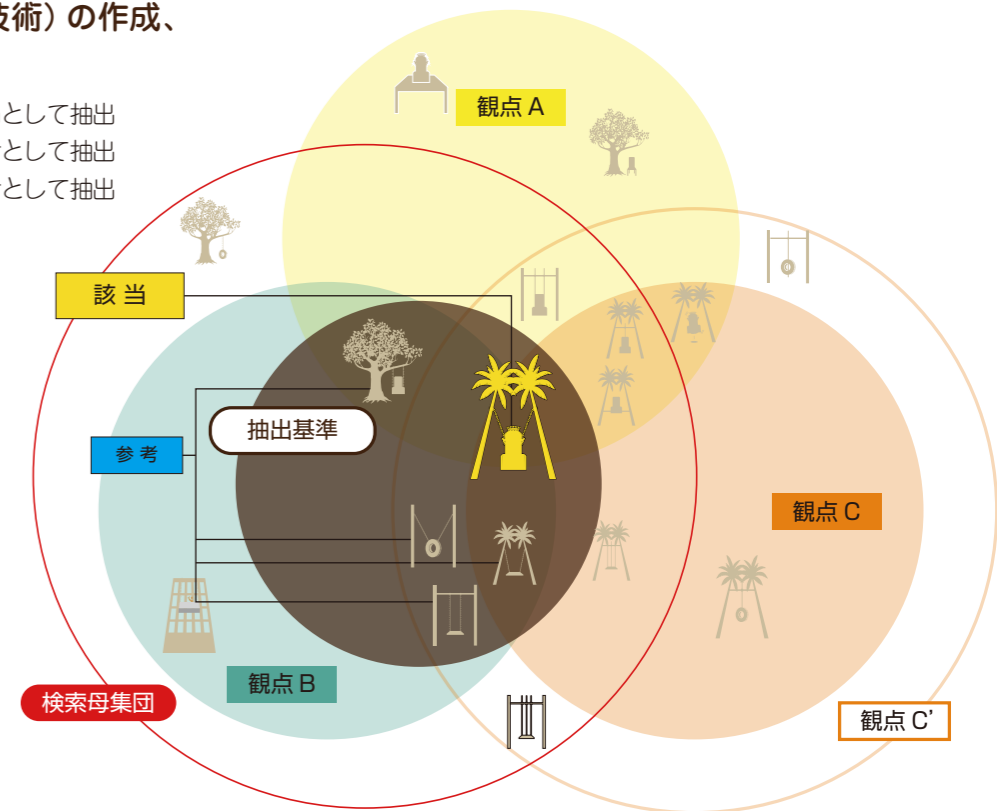 技術）の作成、
として抽出
として抽出
として抽出
観点 A
該 当
抽出基準
参 考
観点 C
観点 B
検索母集団
観点 C’